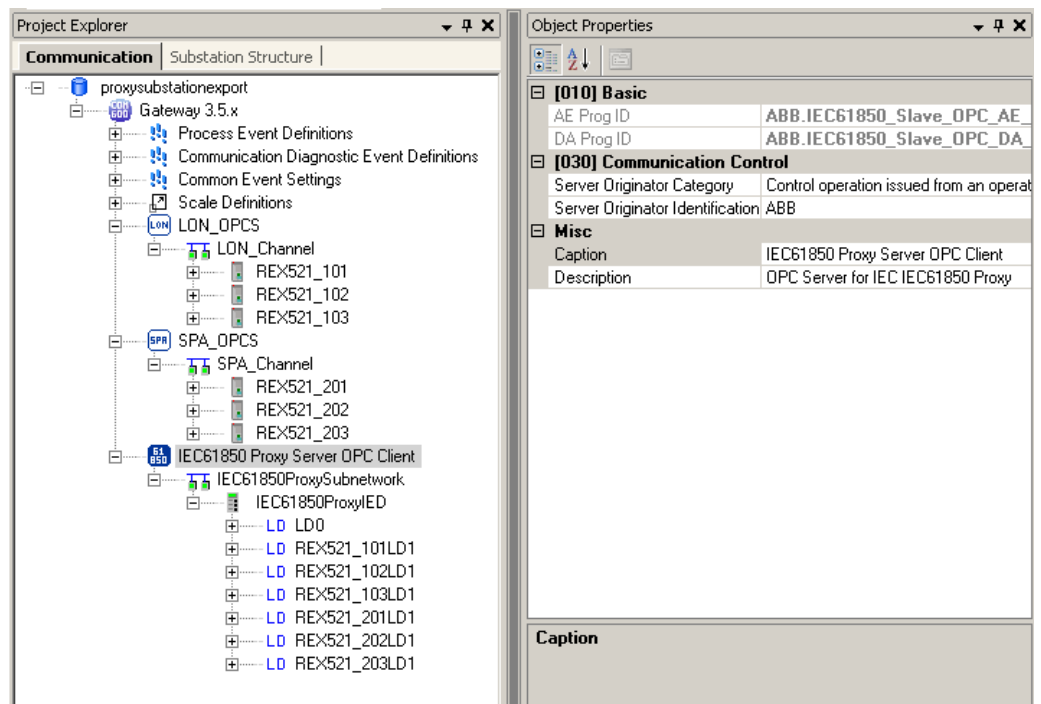 Project Explorer
Communication
Substation Structure
proxysubstationexport
Gateway 3.5.x
Process Event Definitions
Communication Diagnostic Event Definitions
Common Event Settings
Scale Definitions
LON LON_OPCS
LON_Channel
REX521_101
REX521_102
REX521_103
SPA SPA_OPCS
SPA_Channel
REX521_201
REX521_202
REX521_203
61 850 IEC61850 Proxy Server OPC Client
IEC61850ProxySubnetwork
IEC61850ProxyIED
LD LD0
LD REX521_101LD1
LD REX521_102LD1
LD REX521_103LD1
LD REX521_201LD1
LD REX521_202LD1
LD REX521_203LD1
Object Properties
[010] Basic
AE Prog ID ABB.IEC61850_Slave_OPC_AE_
DA Prog ID ABB.IEC61850_Slave_OPC_DA_
[030] Communication Control
Server Originator Category Control operation issued from an operat
Server Originator Identification ABB
Misc
Caption IEC61850 Proxy Server OPC Client
Description OPC Server for IEC IEC61850 Proxy
Caption